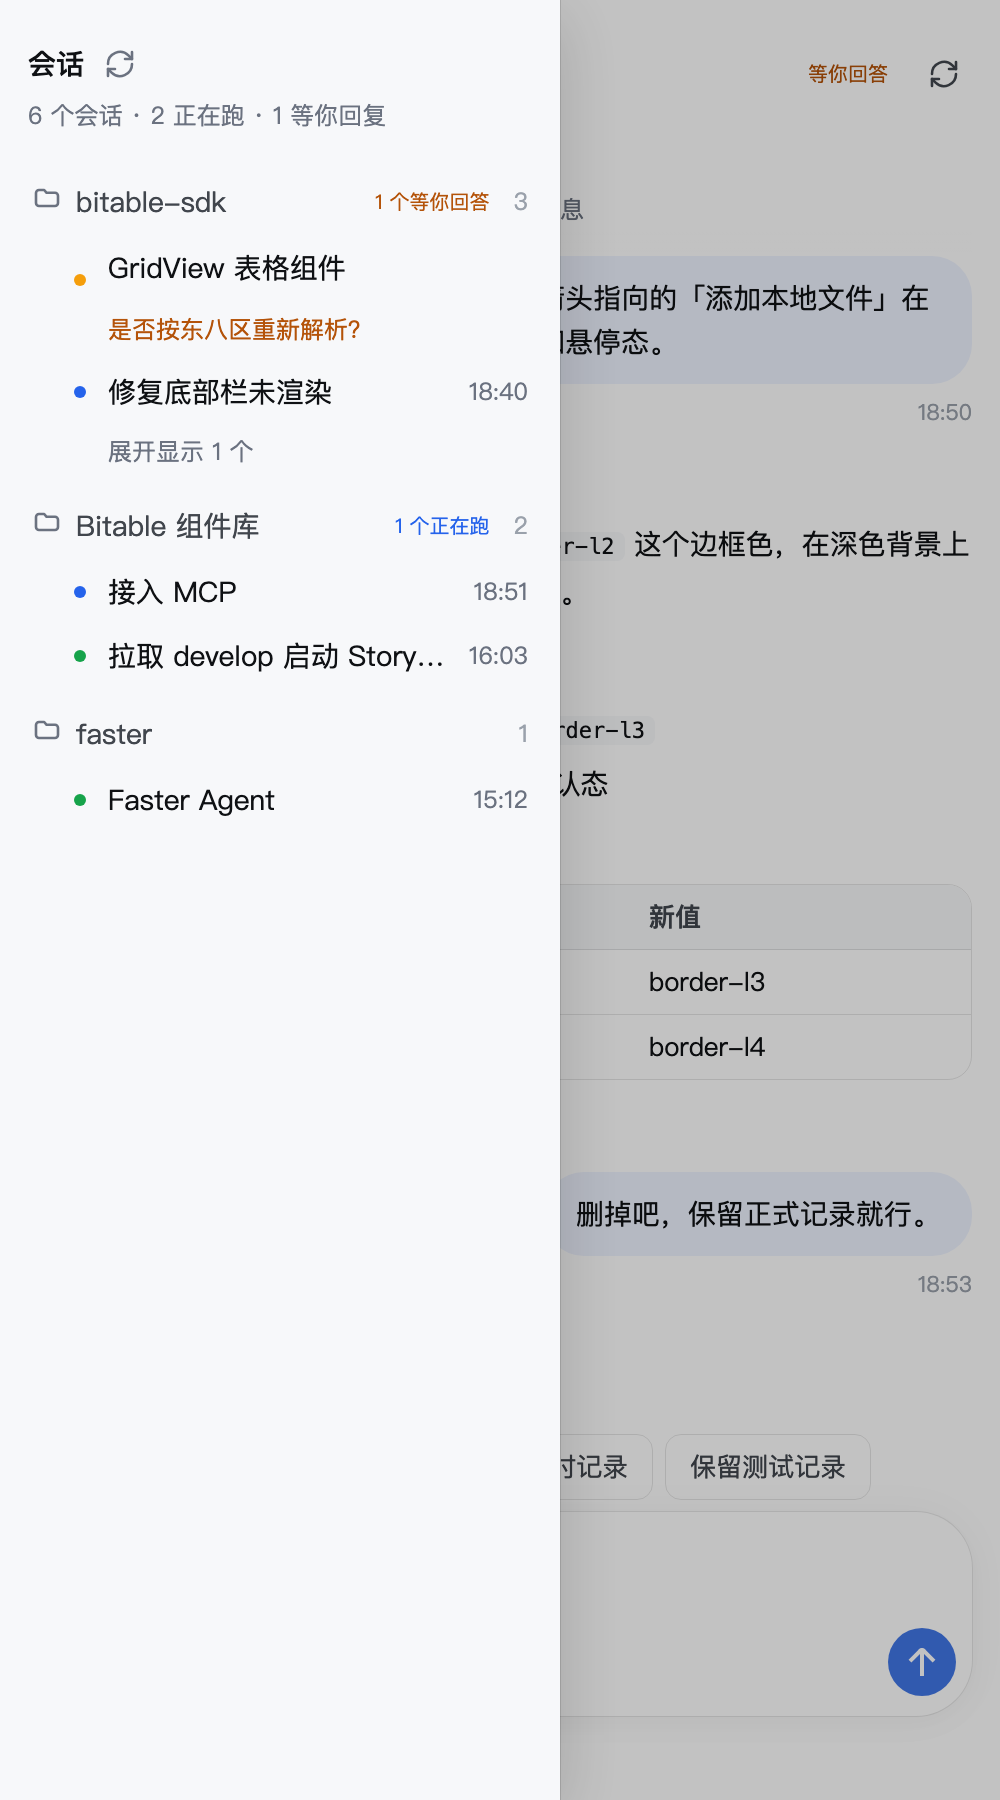 会话
6 个会话 · 2 正在跑 · 1 等你回复
bitable-sdk 1 个等你回答 3
GridView 表格组件
是否按东八区重新解析?
修复底部栏未渲染 18:40
展开显示 1 个
Bitable 组件库 1 个正在跑 2
接入 MCP 18:51
拉取 develop 启动 Story... 16:03
faster 1
Faster Agent 15:12
等你回答
息
头指向的「添加本地文件」在
悬停态。
18:50
r-l2 这个边框色，在深色背景上
。
rder-l3
认态
新值
border-l3
border-l4
删掉吧，保留正式记录就行。
18:53
时记录
保留测试记录